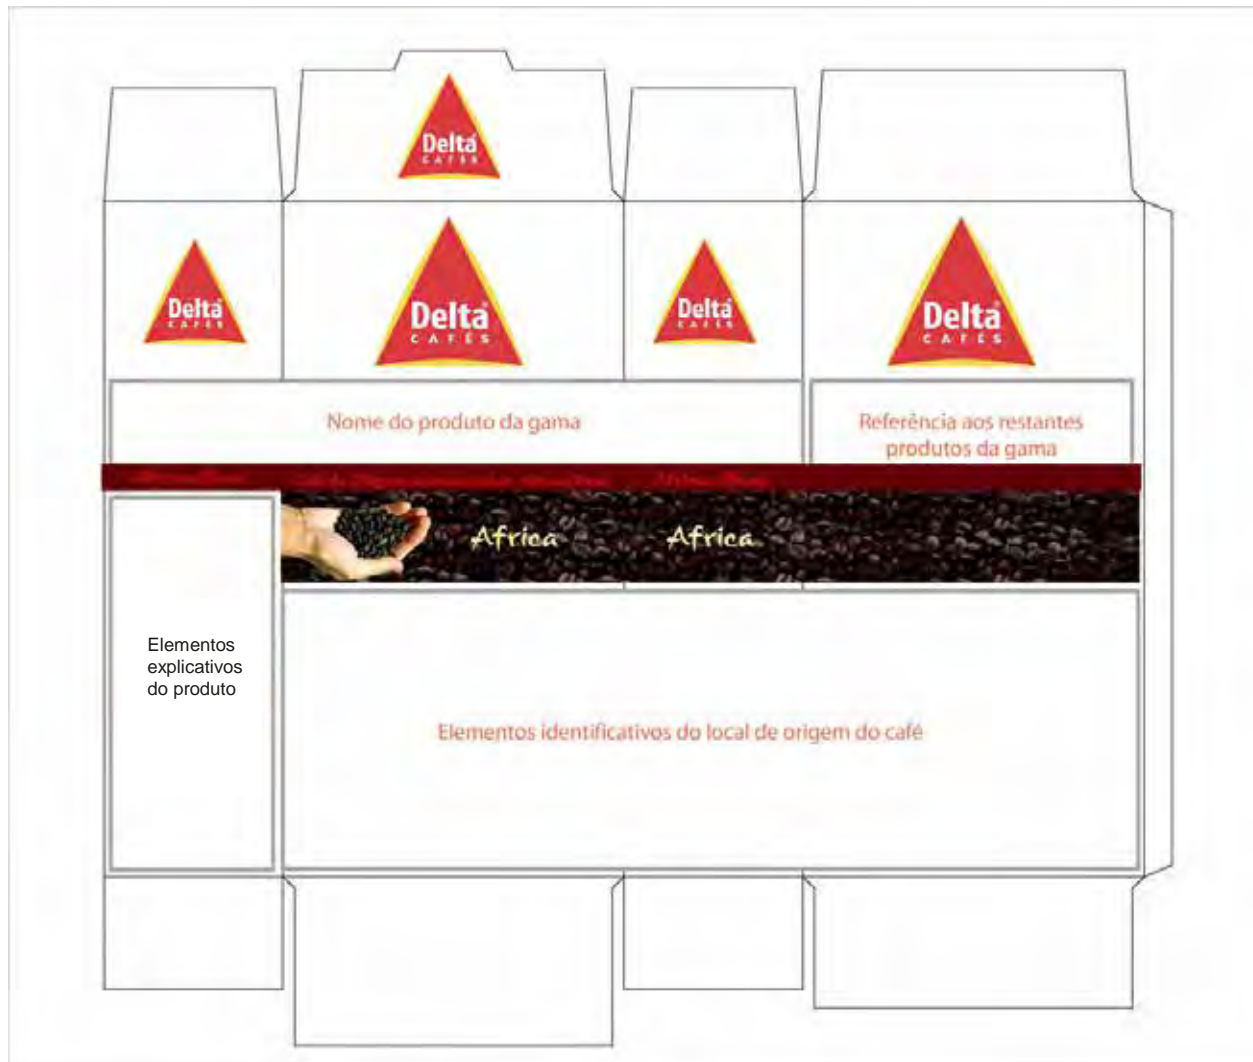 Delta
CAFÉS
Delta
CAFÉS
Delta
CAFÉS
Delta
CAFÉS
Delta
CAFÉS
Nome do produto da gama
Referência aos restantes
produtos da gama
Africa
Africa
Elementos
explicativos
do produto
Elementos identificativos do local de origem do café